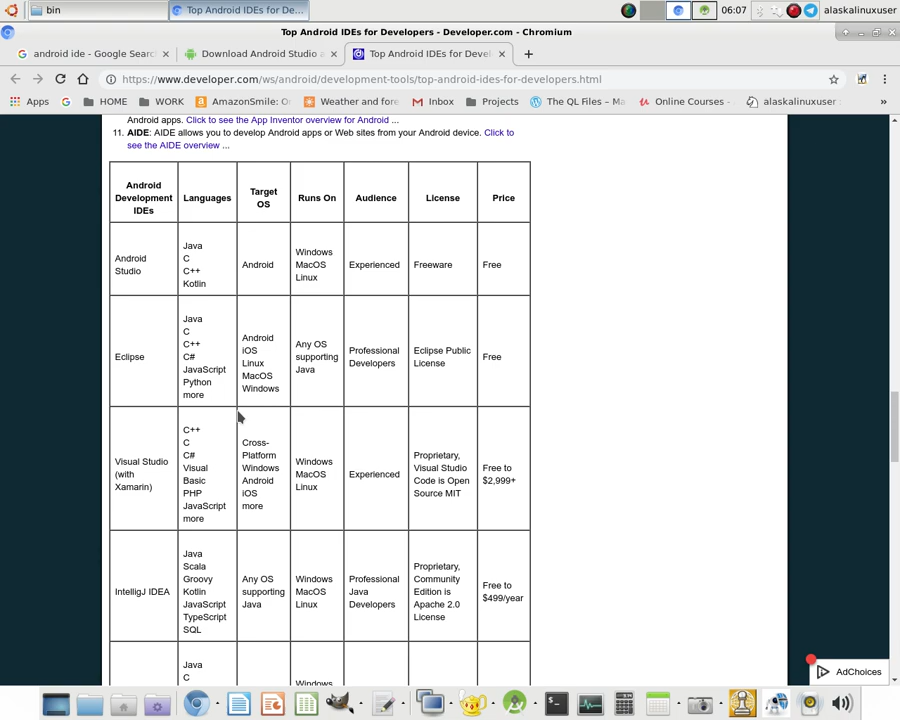 bin
Top Android IDEs for De...
06:07
alaskalinuxuser
Top Android IDEs for Developers - Developer.com - Chromium
android ide - Google Searc
Download Android Studio a
Top Android IDEs for Devel
https://www.developer.com/ws/android/development-tools/top-android-ides-for-developers.html
Apps
HOME
WORK
AmazonSmile: On
Weather and fore
Inbox
Projects
The QL Files – Ma
Online Courses -
alaskalinuxuser
»
Android apps. Click to see the App Inventor overview for Android ...
11. AIDE: AIDE allows you to develop Android apps or Web sites from your Android device. Click to
see the AIDE overview ...
Android
Development
IDEs
Languages
Target
OS
Runs On
Audience
License
Price
Android
Studio
Java
C
C++
Kotlin
Android
Windows
MacOS
Linux
Experienced
Freeware
Free
Eclipse
Java
C
C++
C#
JavaScript
Python
more
Android
iOS
Linux
MacOS
Windows
Any OS
supporting
Java
Professional
Developers
Eclipse Public
License
Free
Visual Studio
(with
Xamarin)
C++
C
C#
Visual
Basic
PHP
JavaScript
more
Cross-
Platform
Windows
Android
iOS
more
Windows
MacOS
Linux
Experienced
Proprietary,
Visual Studio
Code is Open
Source MIT
Free to
$2,999+
IntelligJ IDEA
Java
Scala
Groovy
Kotlin
JavaScript
TypeScript
SQL
Any OS
supporting
Java
Windows
MacOS
Linux
Professional
Java
Developers
Proprietary,
Community
Edition is
Apache 2.0
License
Free to
$499/year
Java
C
Windows
AdChoices